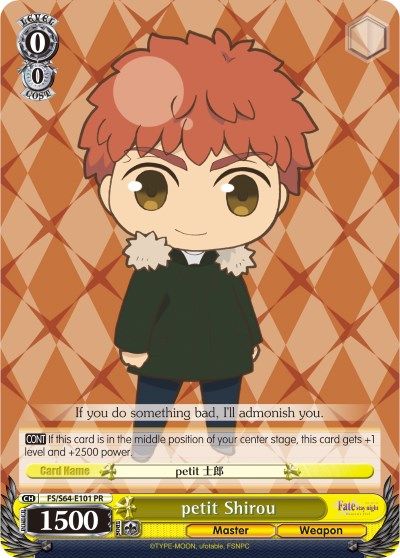 LEVEL
0
0
COST
If you do something bad, I'll admonish you.
CONT If this card is in the middle position of your center stage, this card gets +1
level and +2500 power.
Card Name
petit 士郎
CH FS/S64-E101 PR
petit Shirou
Fate/stay night
POWER 1500 SOUL
Master
Weapon
©TYPE-MOON, ufotable, FSNPC